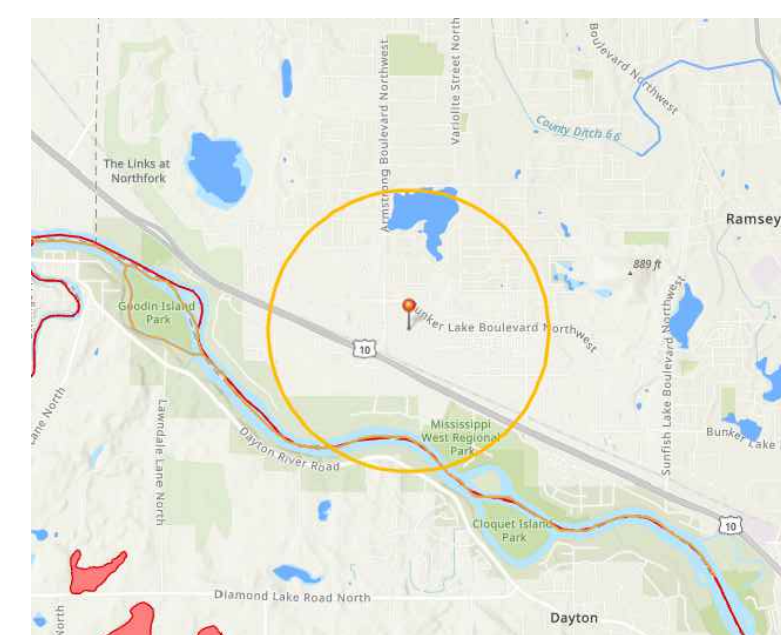 Boulevard Northwest
Armstrong Boulevard Northwest
Variolite Street North
County Ditch 66
The Links at
Northfork
Ramsey
889 ft
Goodin Island
Park
Bunker Lake Boulevard Northwest
10
Sunfish Lake Boulevard Northwest
Lane North
Lawndale Lane North
Dayton River Road
Mississippi
West Regional
Park
Bunker Lake
10
Cloquet Island
Park
Diamond Lake Road North
Dayton
North